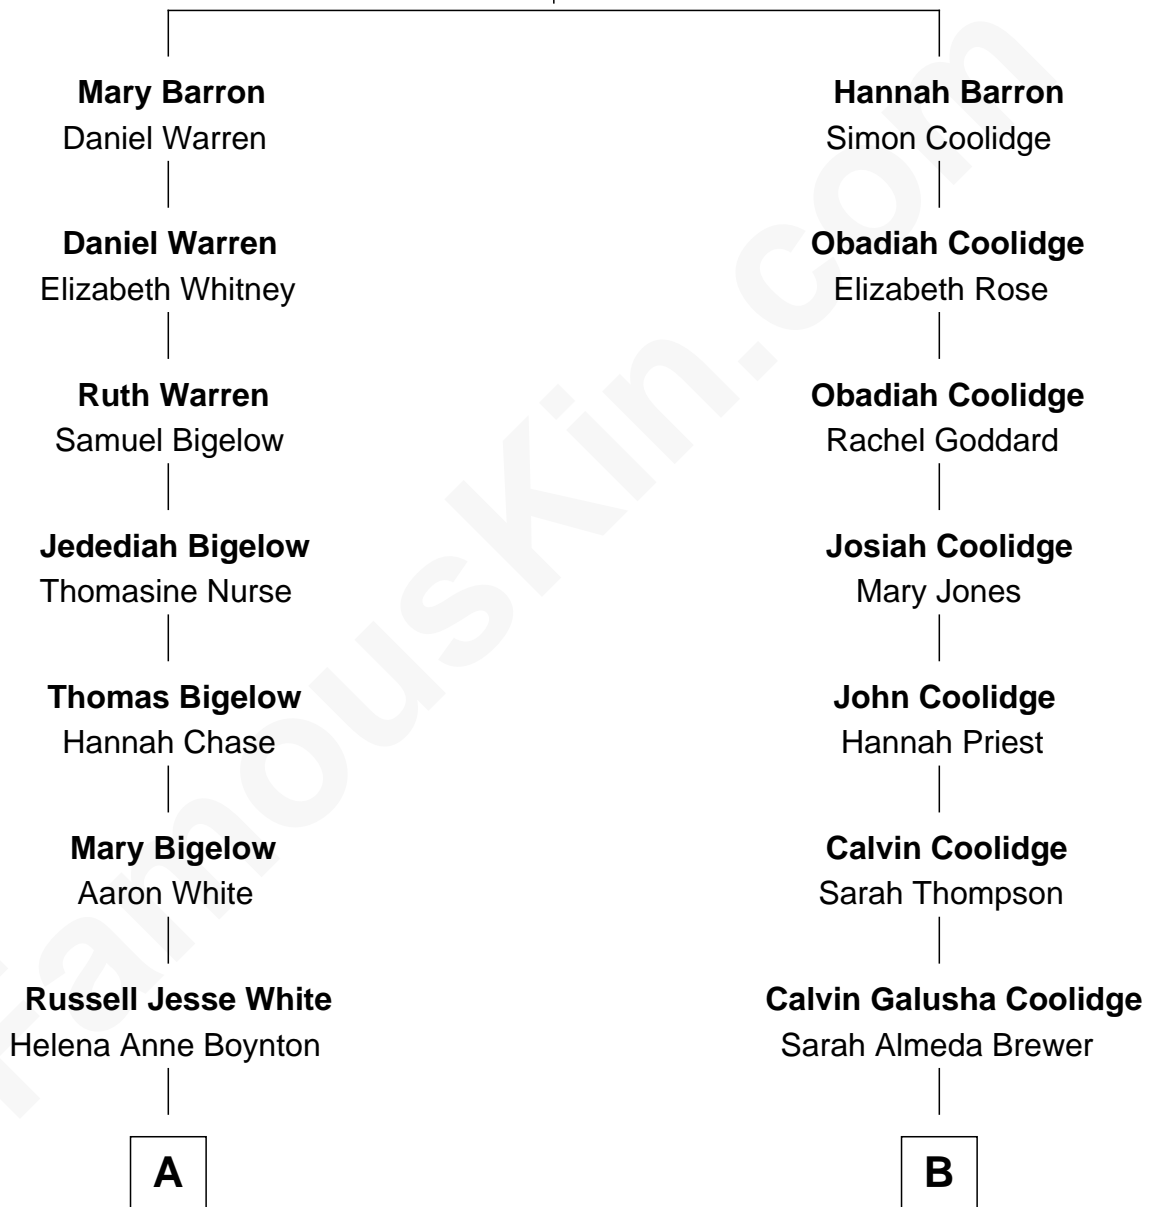 Mary Barron
Daniel Warren
Hannah Barron
Simon Coolidge
Daniel Warren
Elizabeth Whitney
Obadiah Coolidge
Elizabeth Rose
Ruth Warren
Samuel Bigelow
Obadiah Coolidge
Rachel Goddard
Jedediah Bigelow
Thomasine Nurse
Josiah Coolidge
Mary Jones
Thomas Bigelow
Hannah Chase
John Coolidge
Hannah Priest
Mary Bigelow
Aaron White
Calvin Coolidge
Sarah Thompson
Russell Jesse White
Helena Anne Boynton
Calvin Galusha Coolidge
Sarah Almeda Brewer
A
B
FamousKin.com